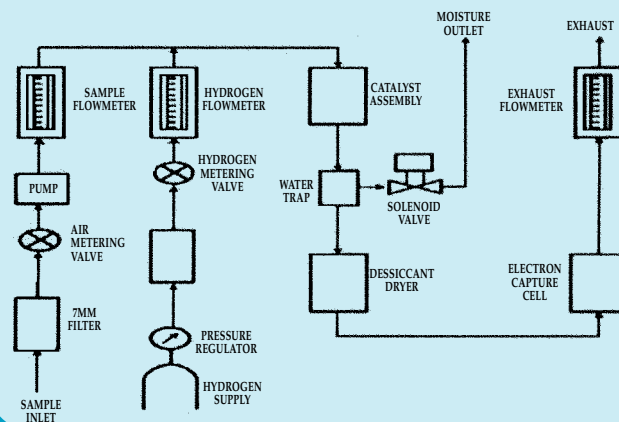 MOISTURE
OUTLET
EXHAUST
SAMPLE
FLOWMETER
HYDROGEN
FLOWMETER
CATALYST
ASSEMBLY
EXHAUST
FLOWMETER
HYDROGEN
METERING
VALVE
PUMP
WATER
TRAP
SOLENOID
VALVE
AIR
METERING
VALVE
DESSICCANT
DRYER
ELECTRON
CAPTURE
CELL
7MM
FILTER
PRESSURE
REGULATOR
HYDROGEN
SUPPLY
SAMPLE
INLET